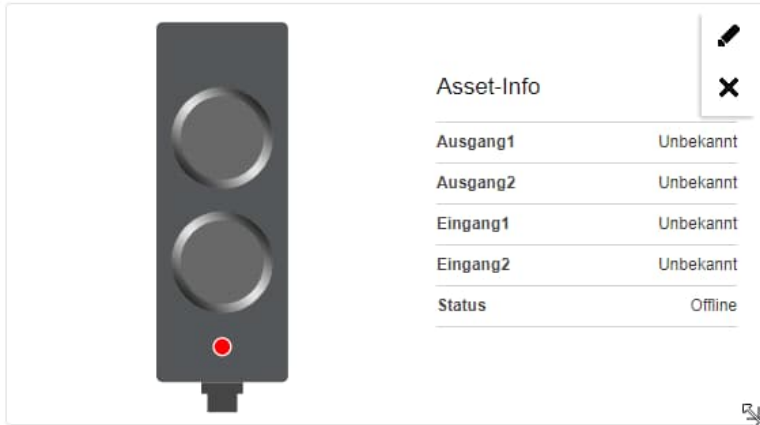 Asset-Info
Ausgang1 Unbekannt
Ausgang2 Unbekannt
Eingang1 Unbekannt
Eingang2 Unbekannt
Status Offline